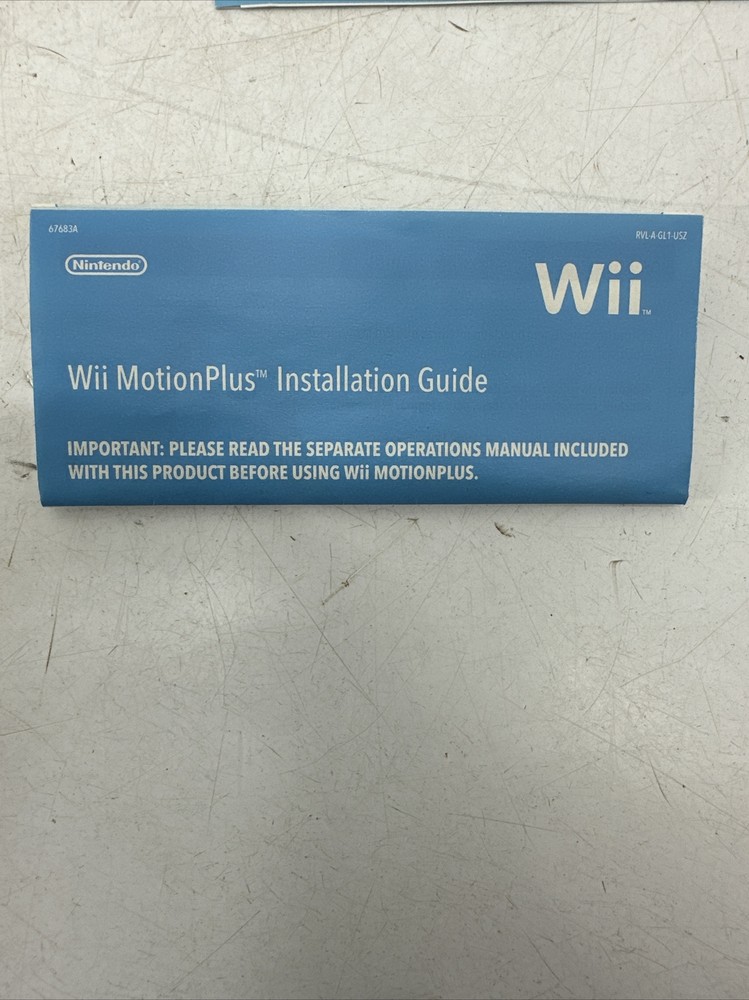 67683A
RVL-A-GL1-USZ
Nintendo®
Wii™
Wii MotionPlus™ Installation Guide
IMPORTANT: PLEASE READ THE SEPARATE OPERATIONS MANUAL INCLUDED
WITH THIS PRODUCT BEFORE USING Wii MOTIONPLUS.